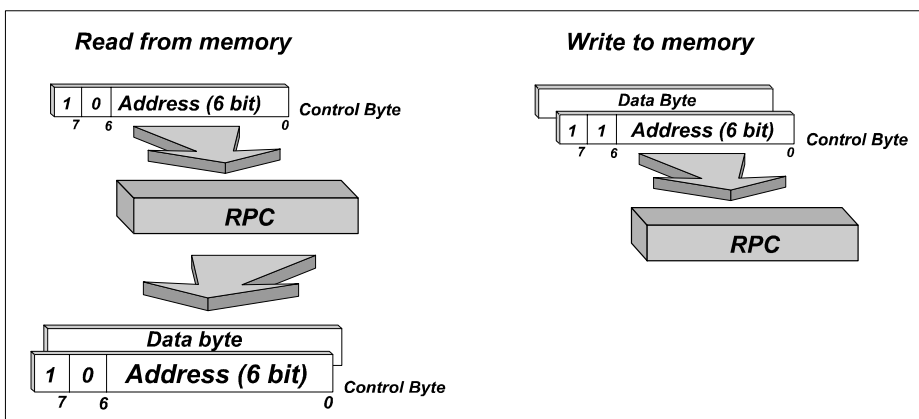 Read from memory
1 0 Address (6 bit) Control Byte
7 6 0
RPC
Data byte
1 0 Address (6 bit) Control Byte
7 6 0
Write to memory
Data Byte
1 1 Address (6 bit) Control Byte
7 6 0
RPC